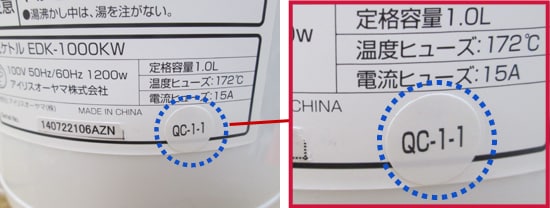 ・湯沸かし中は、湯を注がない。
ケトル EDK-1000KW
100V 50Hz/60Hz 1200w
アイリスオーヤマ株式会社
定格容量1.0L
温度ヒューズ:172℃
電流ヒューズ:15A
MADE IN CHINA
140722106AZN
QC-1-1
00w
定格容量1.0L
温度ヒューズ:172℃
電流ヒューズ:15A
CHINA
QC-1-1